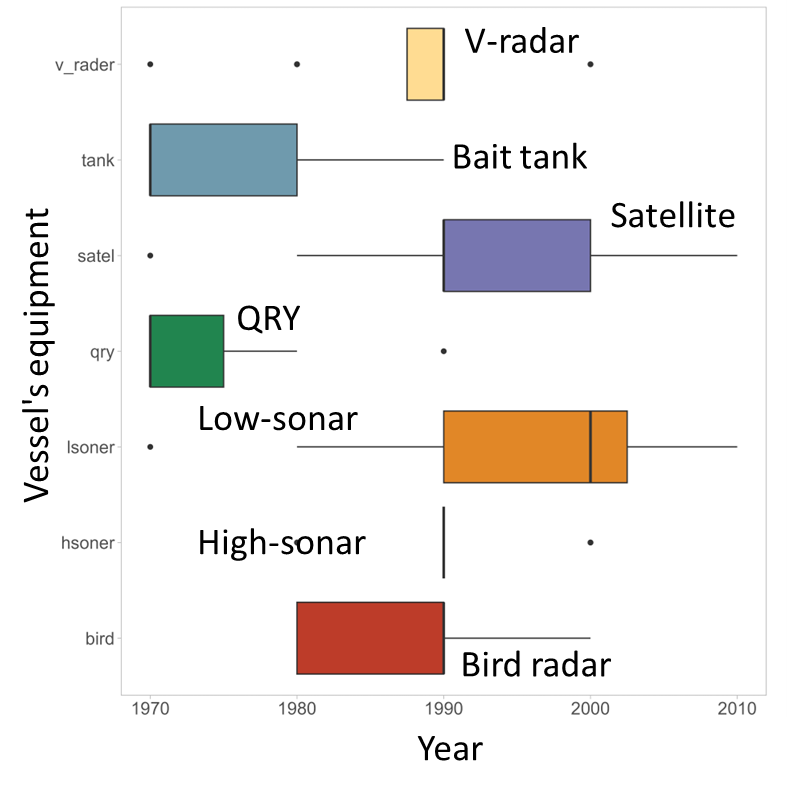 v_rader
V-radar
tank
Bait tank
Satellite
satel
QRY
qry
Low-sonar
lsoner
High-sonar
hsoner
bird
Bird radar
Vessel's equipment
1970 1980 1990 2000 2010
Year